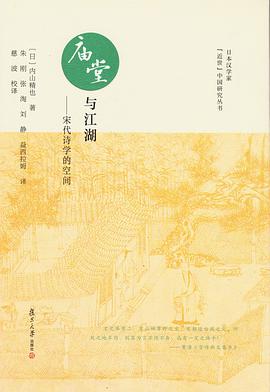 日本汉学家
「近世」中国研究丛书
庙堂
与江湖
——宋代诗学的空间
[日] 内山精也 著
朱刚 张淘 刘静 益西拉姆 译
慈波 校译
复旦大学
出版社